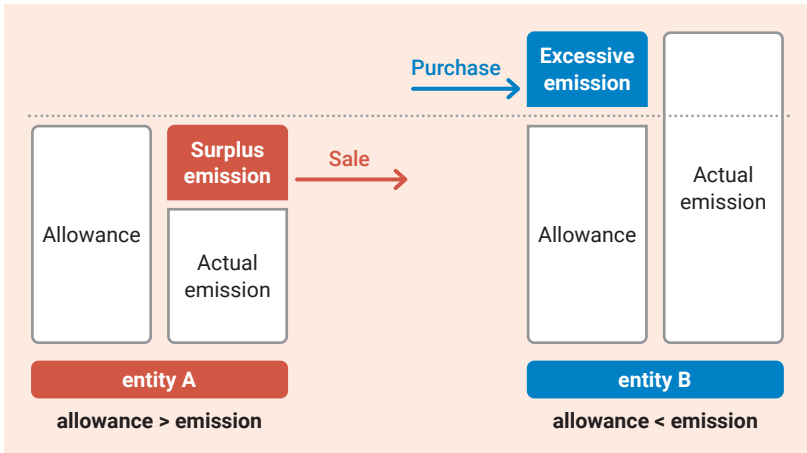 Allowance
Surplus
emission
Actual
emission
Sale
entity A
allowance > emission
Purchase
Excessive
emission
Allowance
Actual
emission
entity B
allowance < emission